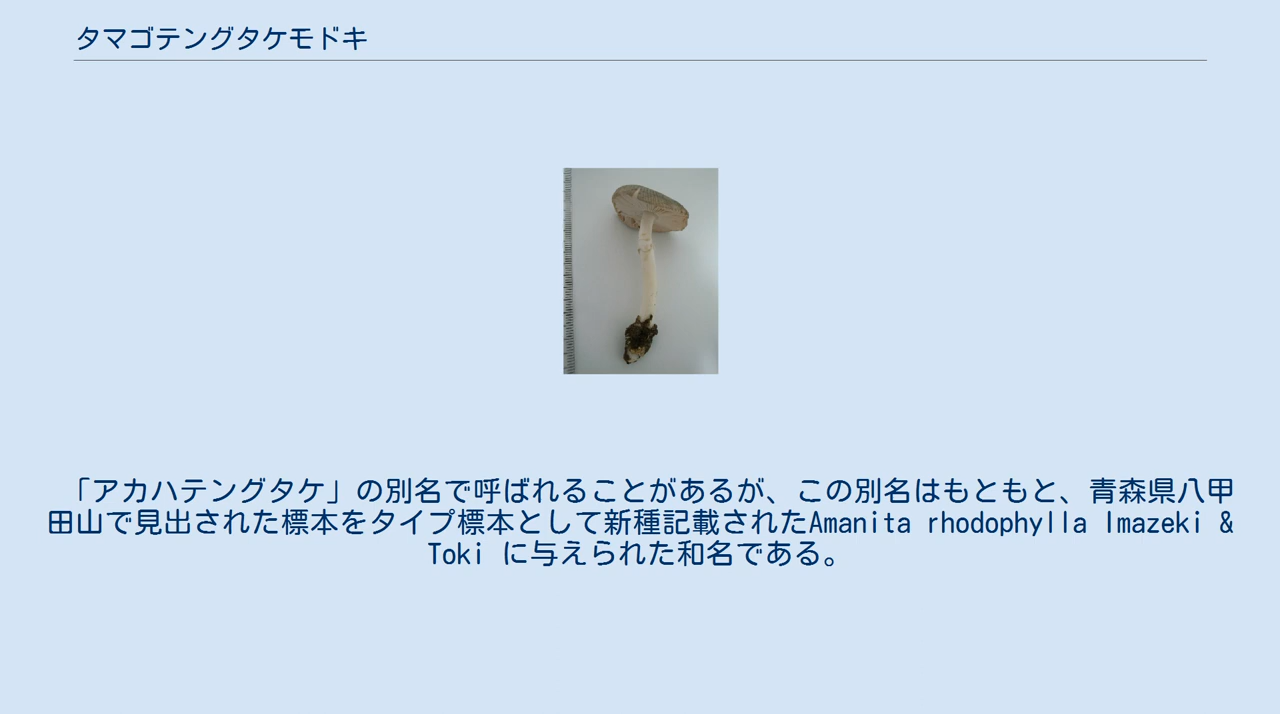 タマゴテングタケモドキ
「アカハテングタケ」の別名で呼ばれることがあるが、この別名はもともと、青森県八甲
田山で見出された標本をタイプ標本として新種記載されたAmanita rhodophylla Imazeki &
Toki に与えられた和名である。